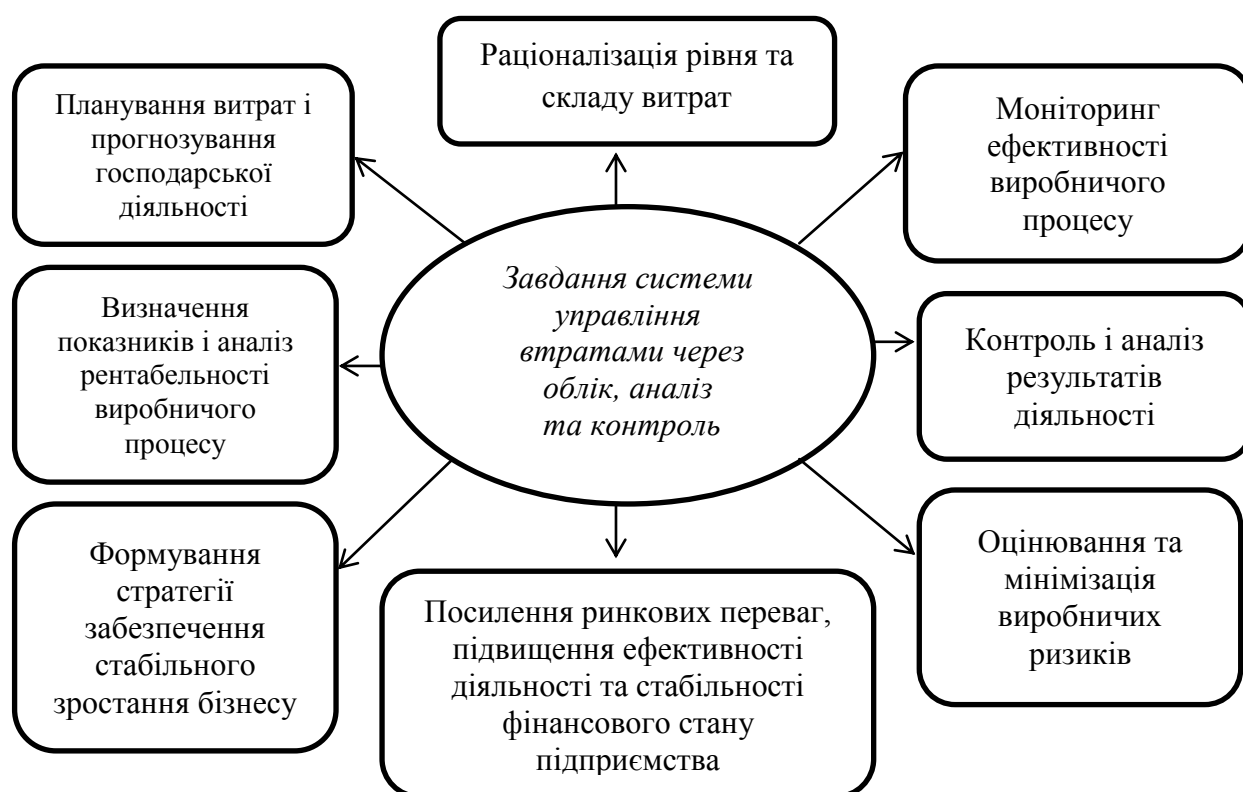 Раціоналізація рівня та
складу витрат
Планування витрат і
прогнозування
господарської
діяльності
Моніторинг
ефективності
виробничого
процесу
Завдання системи
управління
втратами через
облік, аналіз
та контроль
Визначення
показників і аналіз
рентабельності
виробничого
процесу
Контроль і аналіз
результатів
діяльності
Формування
стратегії
забезпечення
стабільного
зростання бізнесу
Посилення ринкових переваг,
підвищення ефективності
діяльності та стабільності
фінансового стану
підприємства
Оцінювання та
мінімізація
виробничих
ризиків